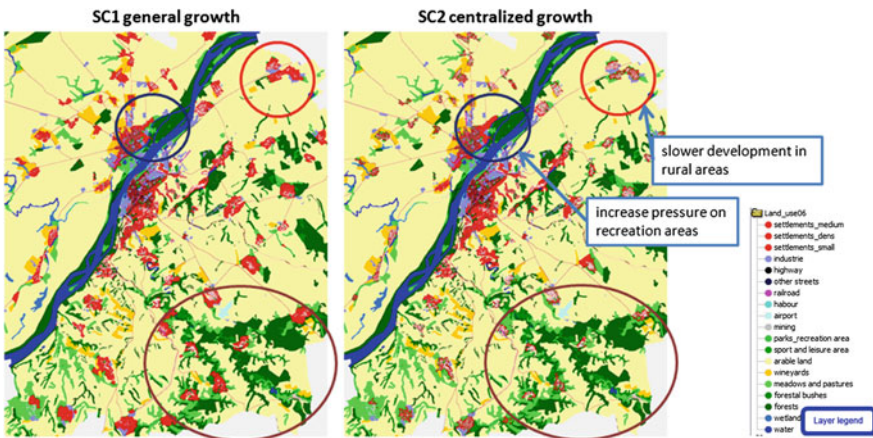 SC1 general growth
SC2 centralized growth
slower development in
rural areas
increase pressure on
recreation areas
Land_use06
settlements_medium
settlements_dens
settlements_small
industrie
highway
other streets
railroad
habour
airport
mining
parks_recreation area
sport and leisure area
arable land
wineyards
meadows and pastures
forestal bushes
forests
wetland
water
Layer legend